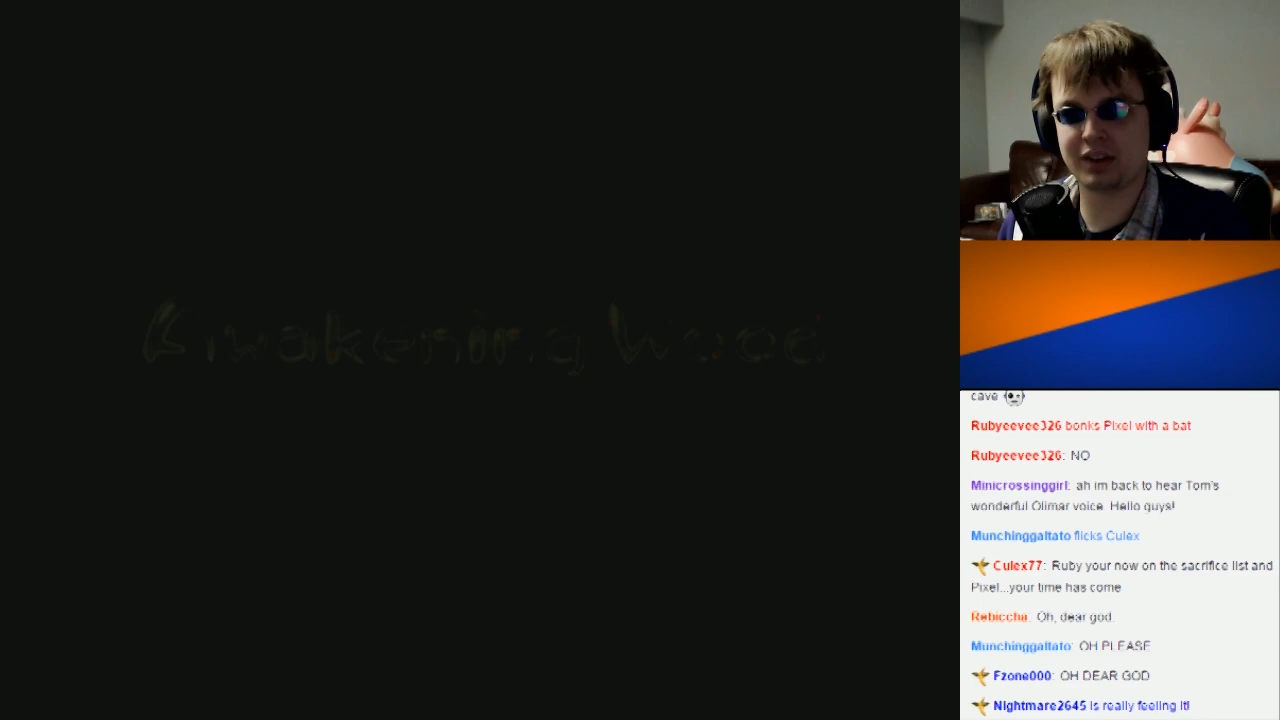 Awakening Wood
cave
Rubyeevee326 bonks Pixel with a bat
Rubyeevee326: NO
Minicrossinggirl: ah im back to hear Tom's
wonderful Olimar voice. Hello guys!
Munchinggaltato flicks Culex
Culex77: Ruby your now on the sacrifice list and
Pixel...your time has come
Rebiccha: Oh, dear god.
Munchinggaltato: OH PLEASE
Fzone000: OH DEAR GOD
Nightmare2645 is really feeling it!